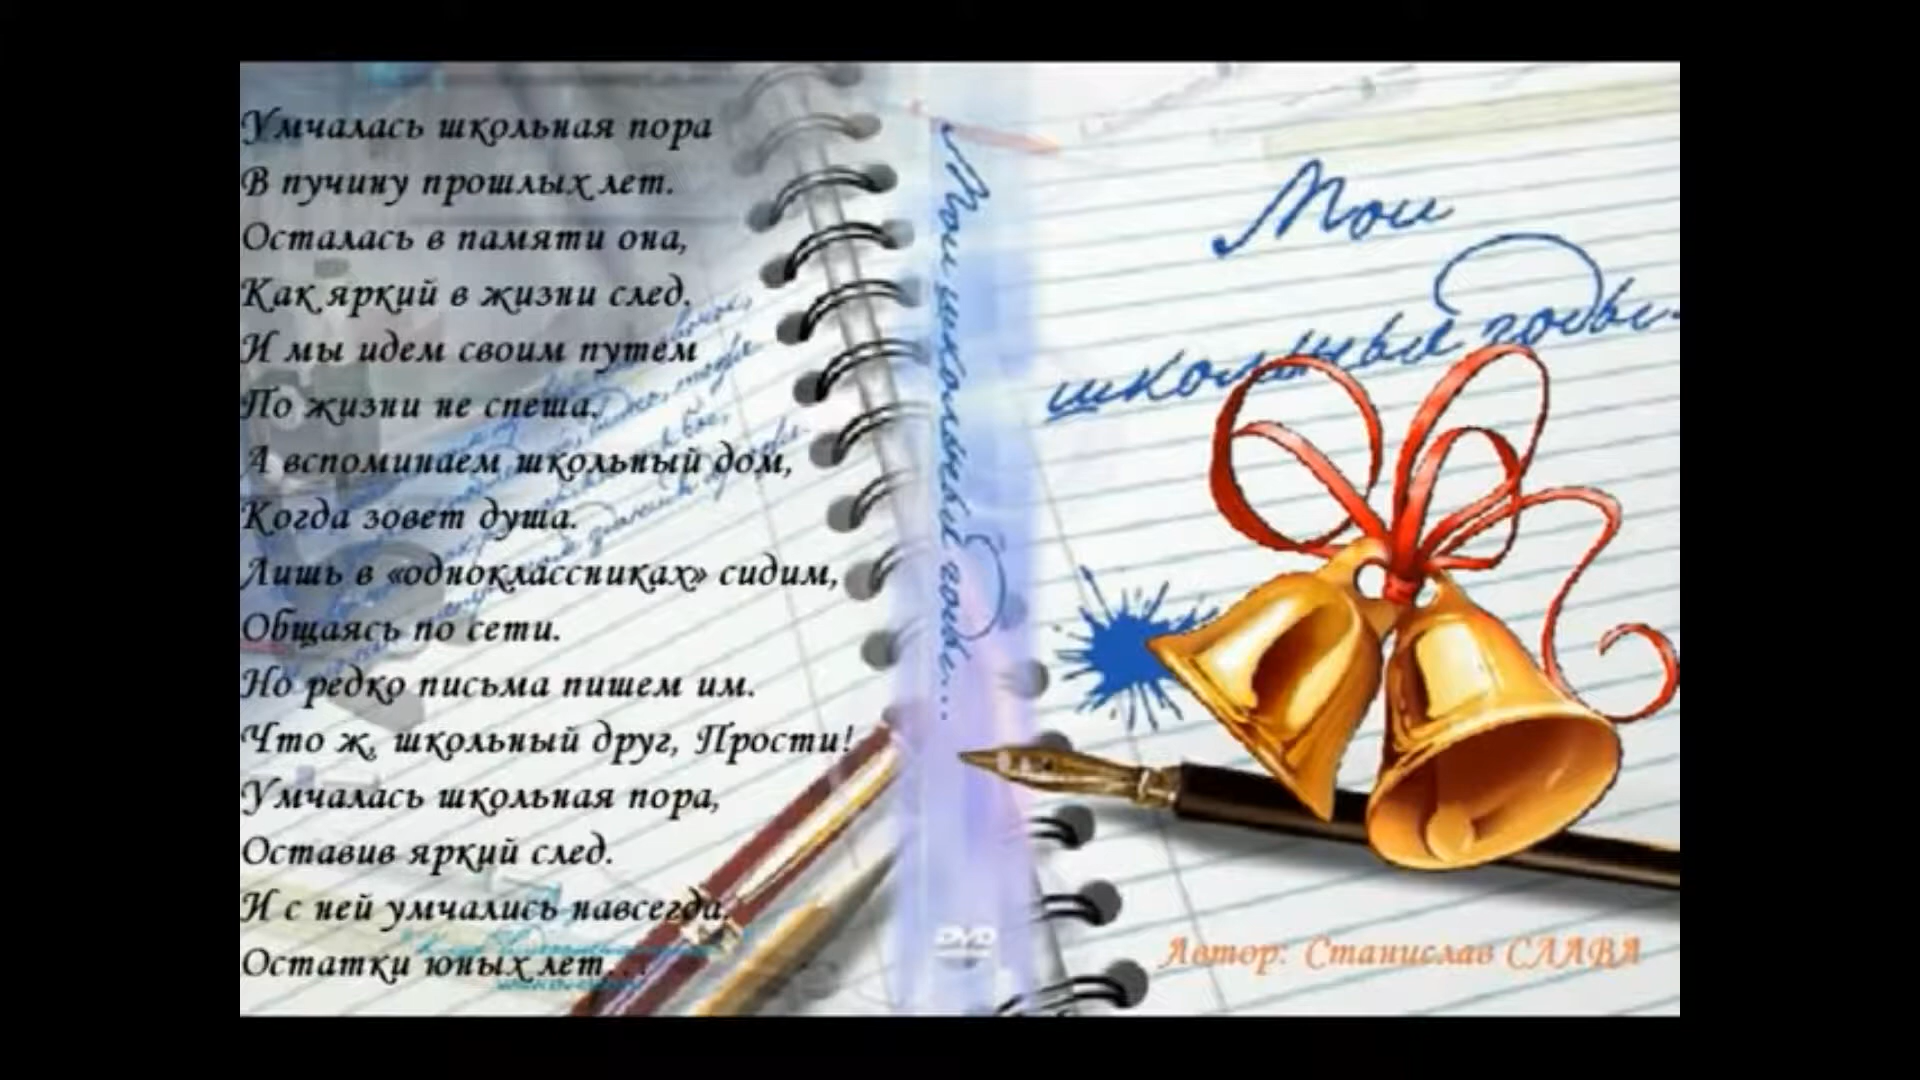 Умчалась школьная пора
В пучину прошлых лет.
Осталась в памяти она,
Как яркий в жизни след.
И мы идем своим путем
По жизни не спеша.
А вспоминаем школьный дом,
Когда зовет душа.
Лишь в «одноклассниках» сидим,
Общаясь по сети.
Но редко письма пишем им.
Что ж, школьный друг, Прости!
Умчалась школьная пора,
Оставив яркий след.
И с ней умчались навсегда.
Остатки юных лет...
Мои школьные годы...
DVD
Мои
школьные годы...
Автор: Станислав СЛАВА